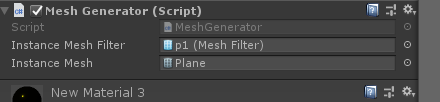 Mesh Generator (Script)
Script MeshGenerator
Instance Mesh Filter p1 (Mesh Filter)
Instance Mesh Plane
New Material 3